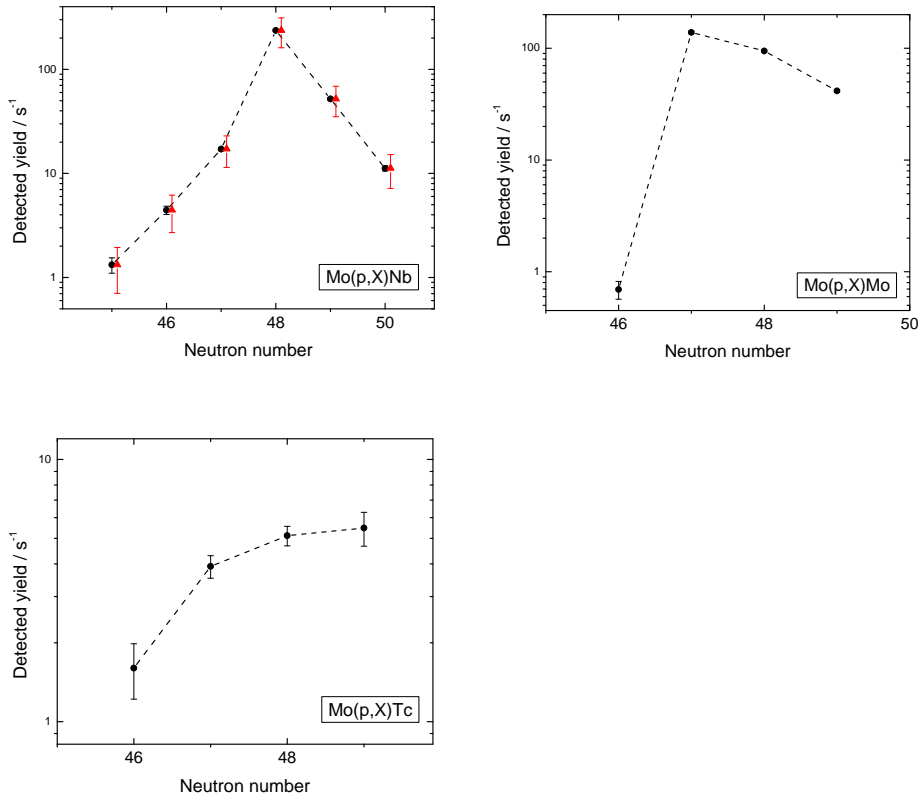 100
10
1
Detected yield / s-1
46
48
50
Neutron number
Mo(p,X)Nb
100
10
1
Detected yield / s-1
46
48
50
Neutron number
Mo(p,X)Mo
10
1
Detected yield / s-1
46
48
Neutron number
Mo(p,X)Tc